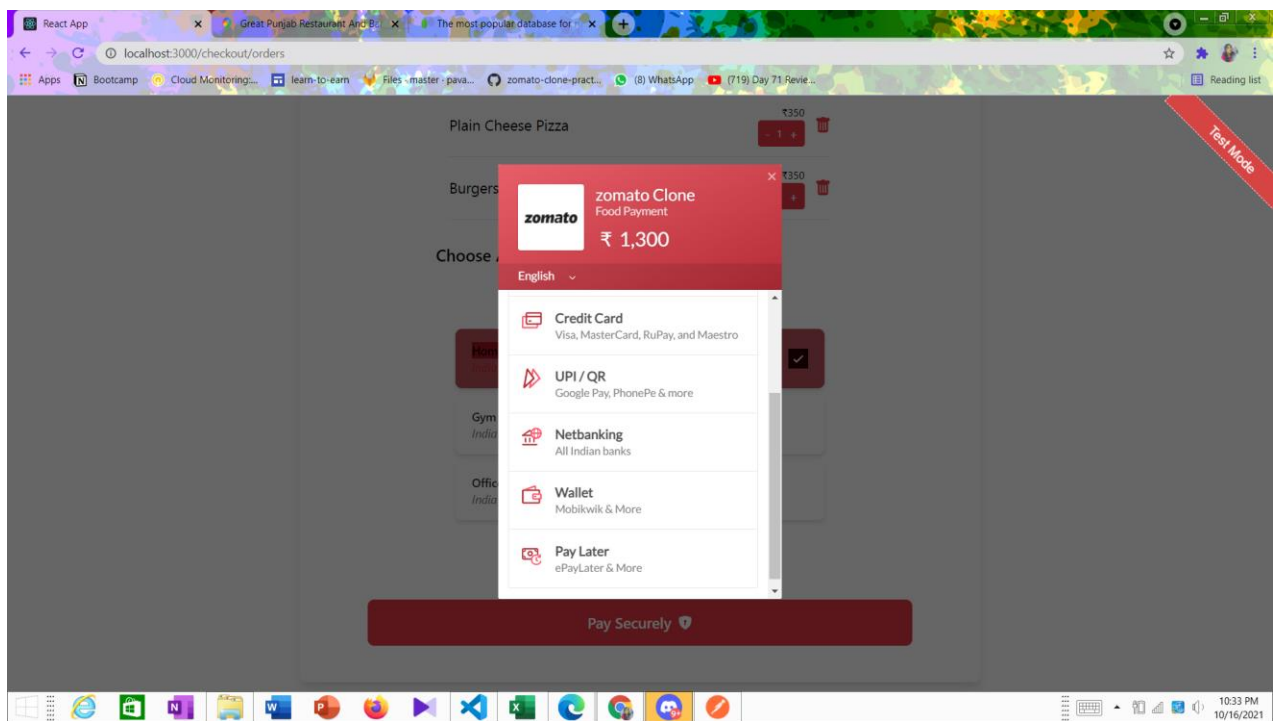 React App
Great Punjab Restaurant And B
The most popular database for
localhost:3000/checkout/orders
Apps Bootcamp Cloud Monitoring:... learn-to-earn Files · master · pava... zomato-clone-pract... (8) WhatsApp (719) Day 71 Revie... Reading list
Test Mode
₹350
Plain Cheese Pizza
- 1 +
₹350
Burgers
+
zomato
zomato Clone
Food Payment
₹ 1,300
Choose
English
Credit Card
Visa, MasterCard, RuPay, and Maestro
Hom
UPI / QR
Google Pay, PhonePe & more
Gym
India
Netbanking
All Indian banks
Offic
India
Wallet
Mobikwik & More
Pay Later
ePayLater & More
Pay Securely
10:33 PM
10/16/2021